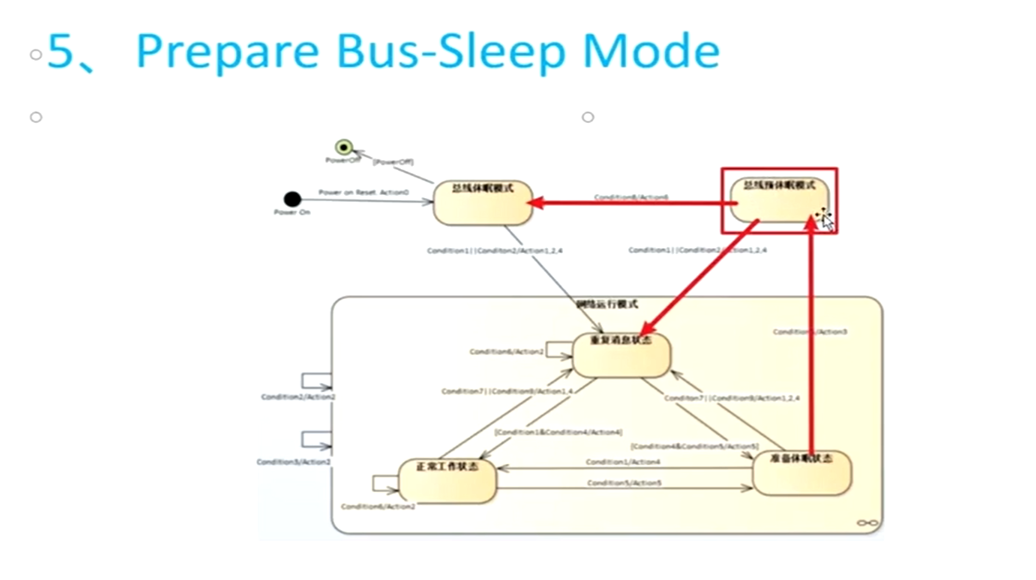 5、 Prepare Bus-Sleep Mode
PowerOff
[PowerOff]
总线休眠模式
总线预休眠模式
Power on Reset Action0
Condition8/Action6
Power On
Condition1||Conditon2/Action1,2,4
Condition1||Condition2/Action1,2,4
网络运行模式
重复消息状态
Action3
Condition6/Action2
Condition7||Condition9/Action1,4
Conditon7||Condition9/Action1,2,4
Condition2/Action2
[Condition1&Condition4/Action4]
[Condition4&Condition5/Action5]
Condition3/Action2
正常工作状态
Condition1/Action4
准备休眠状态
Condition5/Action5
Condition6/Action2